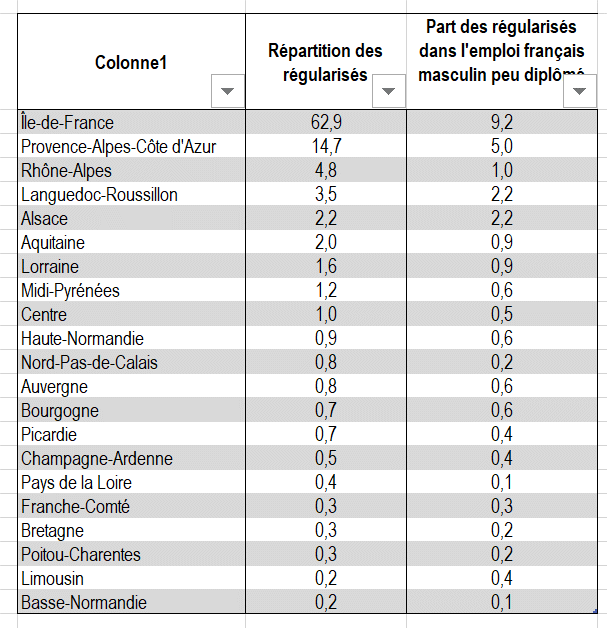 Colonne1
Répartition des
régularisés
Part des régularisés
dans l'emploi français
masculin peu diplômé
Île-de-France 62,9 9,2
Provence-Alpes-Côte d'Azur 14,7 5,0
Rhône-Alpes 4,8 1,0
Languedoc-Roussillon 3,5 2,2
Alsace 2,2 2,2
Aquitaine 2,0 0,9
Lorraine 1,6 0,9
Midi-Pyrénées 1,2 0,6
Centre 1,0 0,5
Haute-Normandie 0,9 0,6
Nord-Pas-de-Calais 0,8 0,2
Auvergne 0,8 0,6
Bourgogne 0,7 0,6
Picardie 0,7 0,4
Champagne-Ardenne 0,5 0,4
Pays de la Loire 0,4 0,1
Franche-Comté 0,3 0,3
Bretagne 0,3 0,2
Poitou-Charentes 0,3 0,2
Limousin 0,2 0,4
Basse-Normandie 0,2 0,1